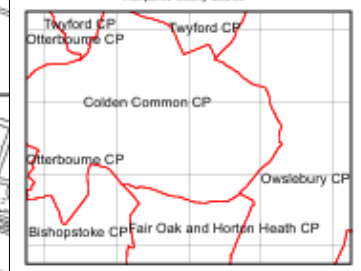 Twyford CP
Twyford CP
Otterbourne CP
Colden Common CP
Otterbourne CP
Owslebury CP
Bishopstoke CP
Fair Oak and Horton Heath CP